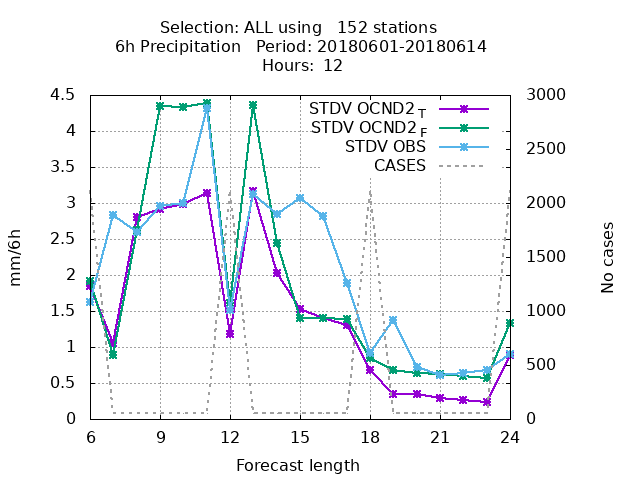 Selection: ALL using   152 stations
6h Precipitation   Period: 20180601-20180614
Hours:  12
STDV OCND2 T
STDV OCND2 F
STDV OBS
CASES
4.5
4
3.5
3
2.5
2
1.5
1
0.5
0
3000
2500
2000
1500
1000
500
0
mm/6h
No cases
6 9 12 15 18 21 24
Forecast length